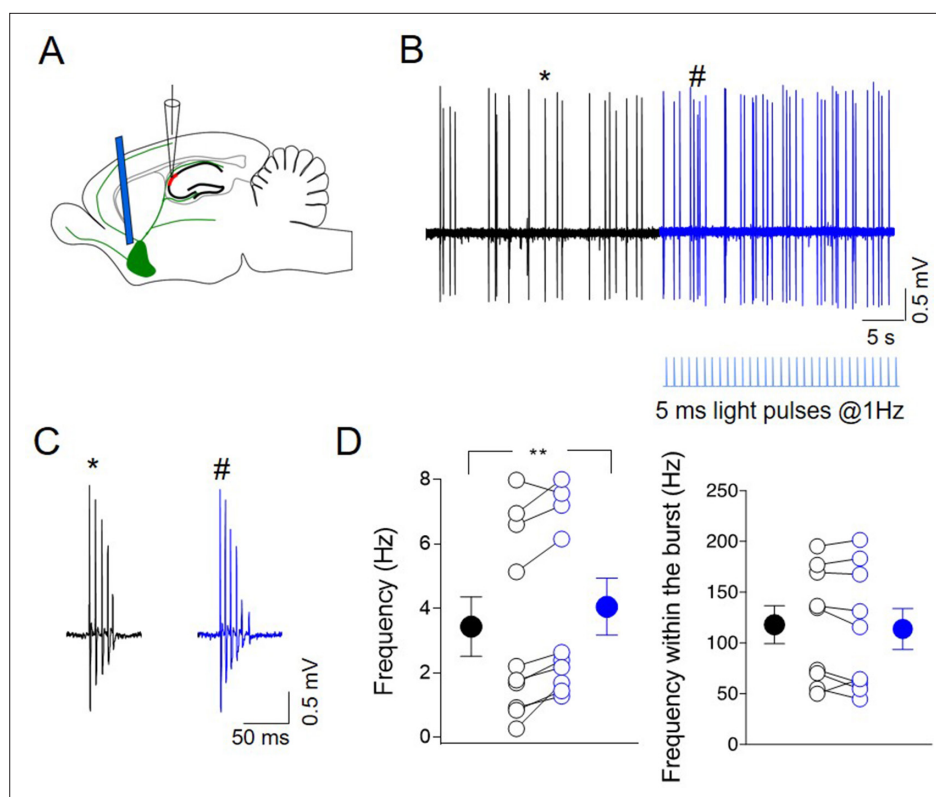 A
B
*
#
0.5 mV
5 s
5 ms light pulses @1Hz
C
*
#
0.5 mV
50 ms
D
**
Frequency (Hz)
8
6
4
2
0
Frequency within the burst (Hz)
250
200
150
100
50
0